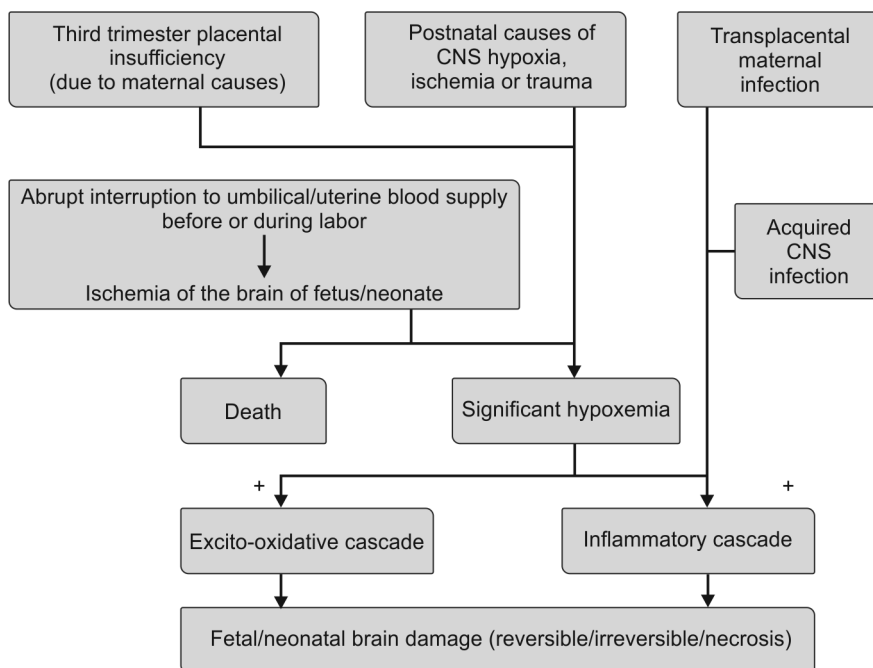 Third trimester placental
insufficiency
(due to maternal causes)
Postnatal causes of
CNS hypoxia,
ischemia or trauma
Transplacental
maternal
infection
Abrupt interruption to umbilical/uterine blood supply
before or during labor
Ischemia of the brain of fetus/neonate
Acquired
CNS
infection
Death
Significant hypoxemia
+
+
Excito-oxidative cascade
Inflammatory cascade
Fetal/neonatal brain damage (reversible/irreversible/necrosis)